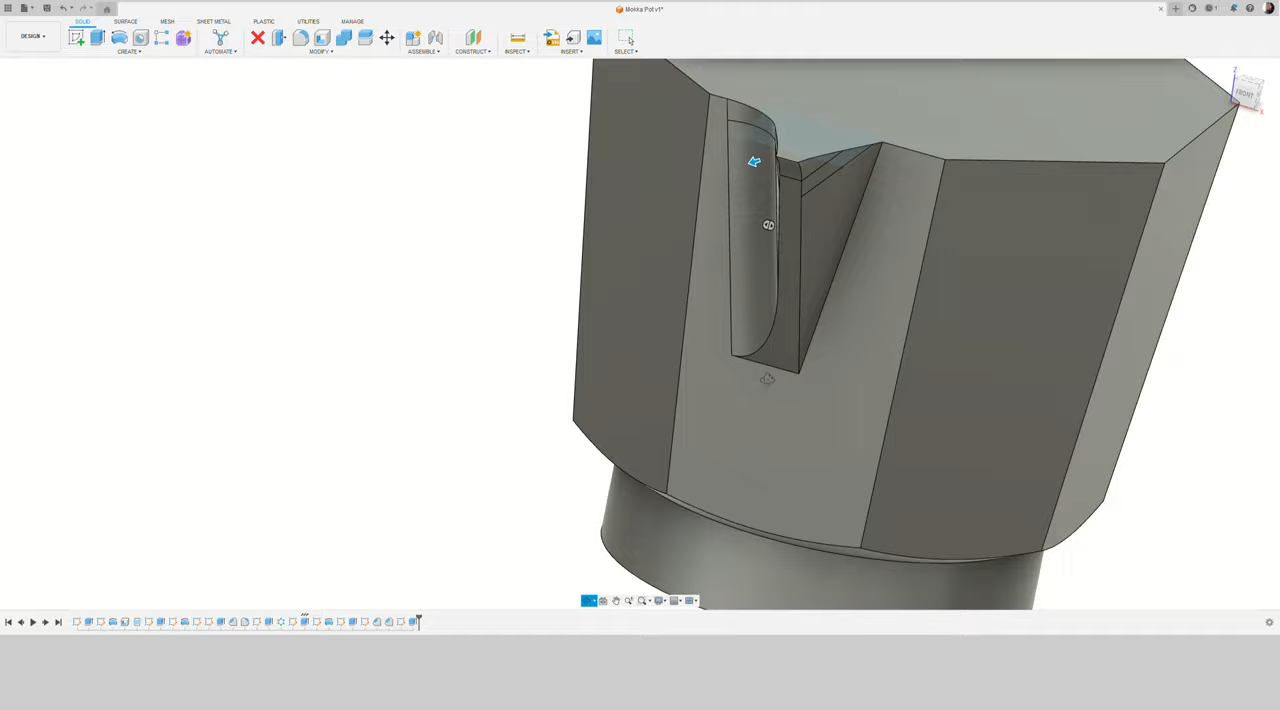 Mokka Pot v1*
SOLID SURFACE MESH SHEET METAL PLASTIC UTILITIES MANAGE
DESIGN ▾
CREATE ▾ AUTOMATE ▾ MODIFY ▾ ASSEMBLE ▾ CONSTRUCT ▾ INSPECT ▾ INSERT ▾ SELECT ▾
Z
FRONT
X